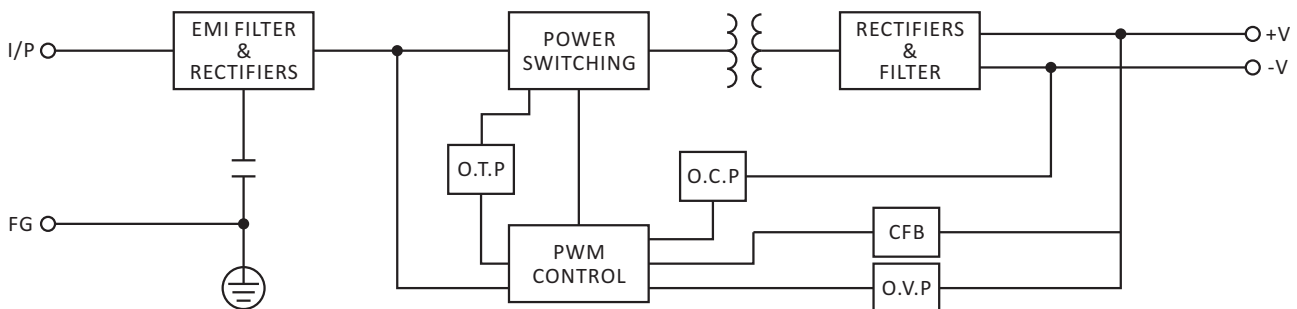 I/P
EMI FILTER
&
RECTIFIERS
POWER
SWITCHING
RECTIFIERS
&
FILTER
+V
-V
O.T.P
O.C.P
FG
PWM
CONTROL
CFB
O.V.P